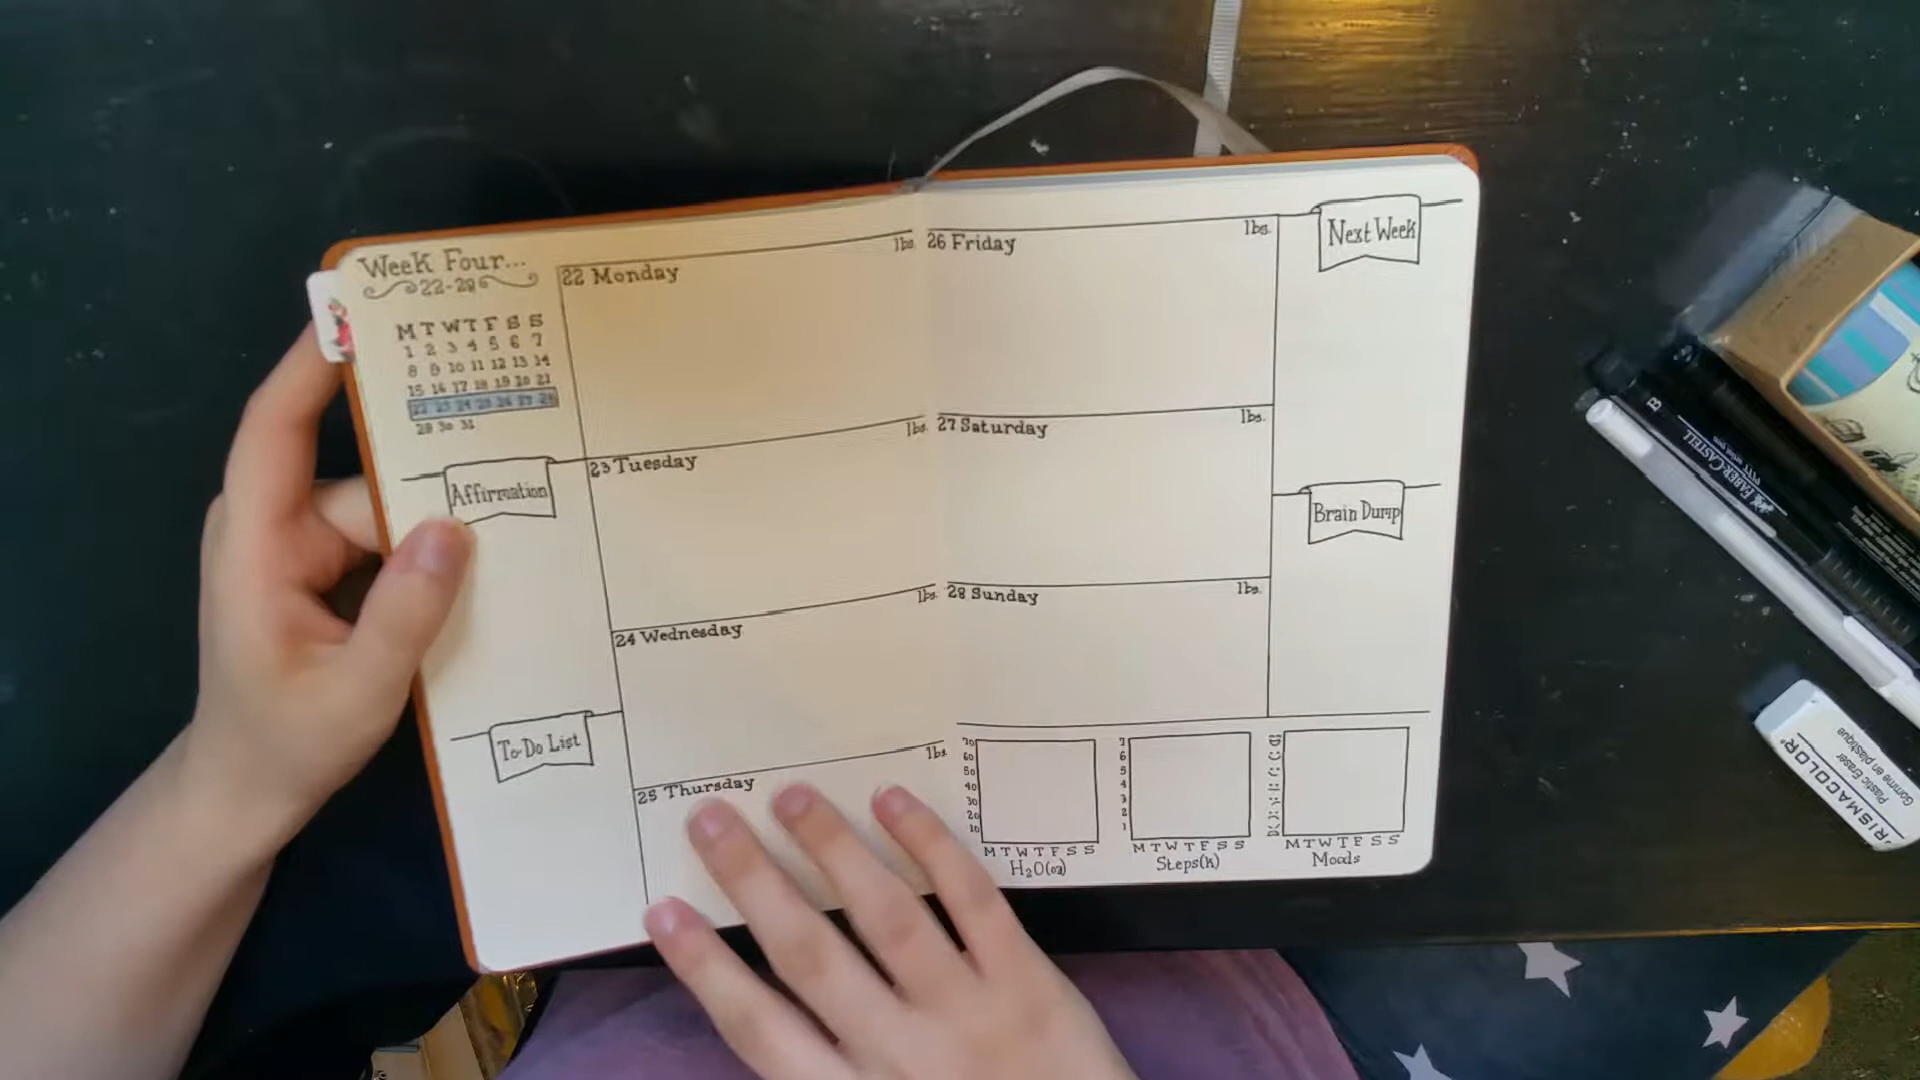 Week Four...
22-28
M T W T F S S
1 2 3 4 5 6 7
8 9 10 11 12 13 14
15 16 17 18 19 20 21
22 23 24 25 26 27 28
29 30 31
Affirmation
To-Do List
22 Monday
lbs.
23 Tuesday
lbs.
24 Wednesday
lbs.
25 Thursday
lbs.
26 Friday
lbs.
27 Saturday
lbs.
28 Sunday
lbs.
Next Week
Brain Dump
70
60
50
40
30
20
10
M T W T F S S
H2O(oz)
7
6
5
4
3
2
1
M T W T F S S
Steps(K)
M T W T F S S
Moods
B
FABER-CASTELL
PITT artist pen
RISMACOLOR
Plastic Eraser
Gomme en plastique